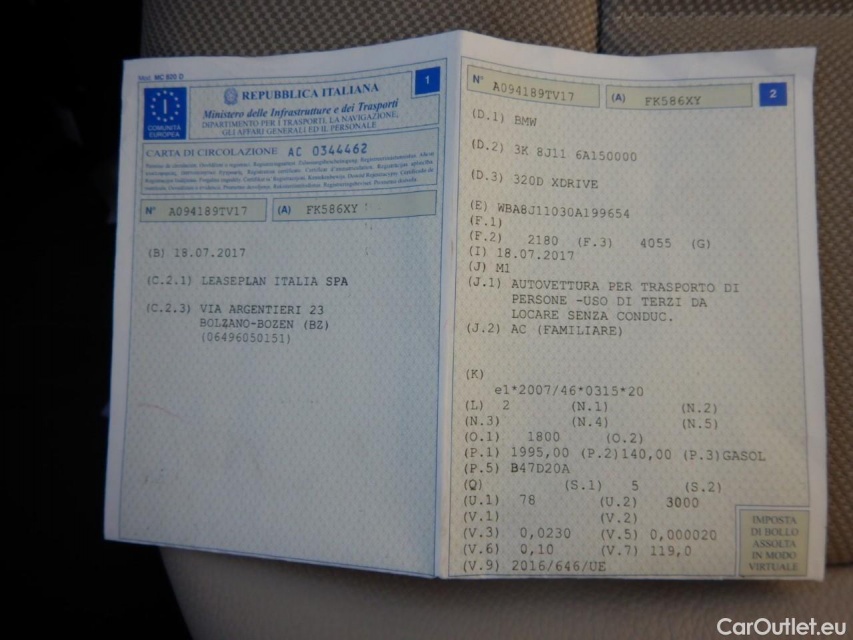 Mod. MC 820 D
1
REPUBBLICA ITALIANA
Ministero delle Infrastrutture e dei Trasporti
DIPARTIMENTO PER I TRASPORTI, LA NAVIGAZIONE,
GLI AFFARI GENERALI ED IL PERSONALE
I
COMUNITÀ
EUROPEA
CARTA DI CIRCOLAZIONE AC 0344462
N° A094189TV17 (A) FK586XY
(B) 18.07.2017
(C.2.1) LEASEPLAN ITALIA SPA
(C.2.3) VIA ARGENTIERI 23
BOLZANO-BOZEN (BZ)
(06496050151)
N° A094189TV17 (A) FK586XY 2
(D.1) BMW
(D.2) 3K 8J11 6A150000
(D.3) 320D XDRIVE
(E) WBA8J11030A199654
(F.1)
(F.2) 2180 (F.3) 4055 (G)
(I) 18.07.2017
(J) M1
(J.1) AUTOVETTURA PER TRASPORTO DI
PERSONE -USO DI TERZI DA
LOCARE SENZA CONDUC.
(J.2) AC (FAMILIARE)
(K)
e1*2007/46*0315*20
(L) 2 (N.1) (N.2)
(N.3) (N.4) (N.5)
(O.1) 1800 (O.2)
(P.1) 1995,00 (P.2)140,00 (P.3)GASOL
(P.5) B47D20A
(Q) (S.1) 5 (S.2)
(U.1) 78 (U.2) 3000
(V.1) (V.2)
(V.3) 0,0230 (V.5) 0,000020
(V.6) 0,10 (V.7) 119,0
(V.9) 2016/646/UE
IMPOSTA
DI BOLLO
ASSOLTA
IN MODO
VIRTUALE
CarOutlet.eu